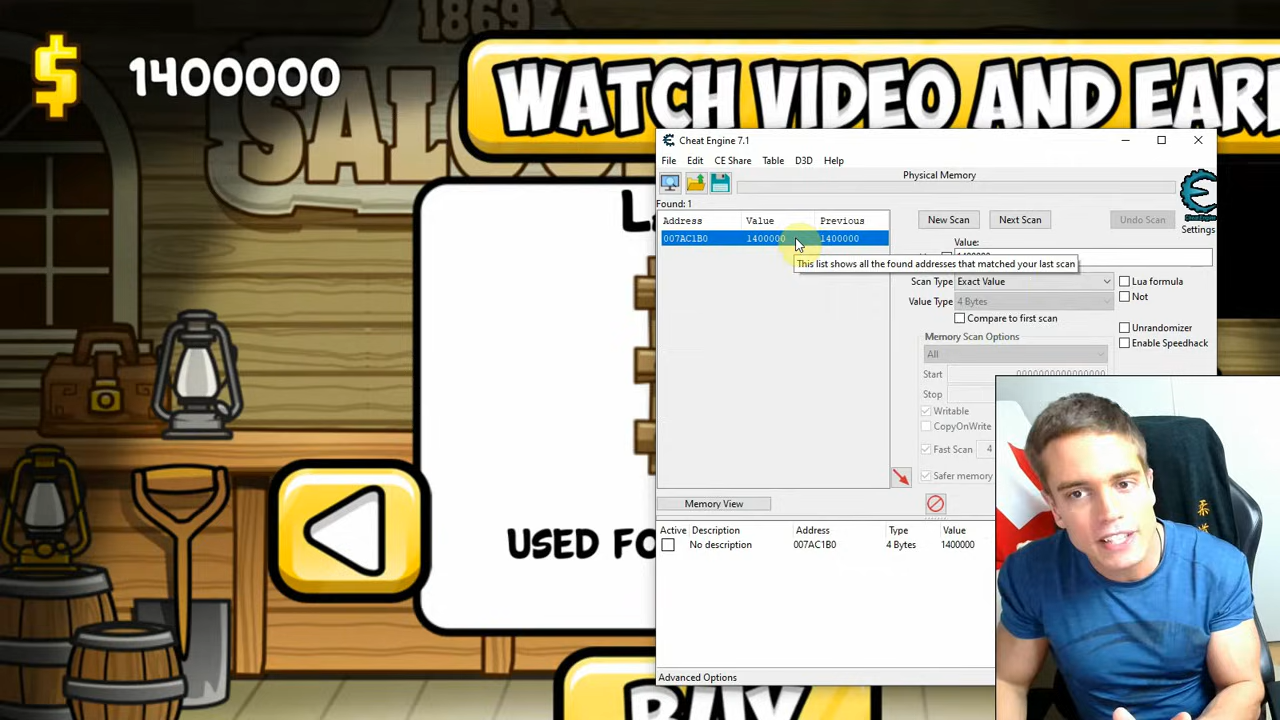 1869
SALOON
$ 1400000
WATCH VIDEO AND EAR
Cheat Engine 7.1
File Edit CE Share Table D3D Help
Physical Memory
Found: 1
Address Value Previous
007AC1B0 1400000 1400000
This list shows all the found addresses that matched your last scan
New Scan Next Scan Undo Scan
Settings
Value:
Scan Type Exact Value
Lua formula
Not
Value Type 4 Bytes
Compare to first scan
Unrandomizer
Enable Speedhack
Memory Scan Options
All
Start 0000000000000000
Stop
Writable
CopyOnWrite
Fast Scan 4
Safer memory
Memory View
Active Description Address Type Value
No description 007AC1B0 4 Bytes 1400000
Advanced Options
USED FO
BUY
柔